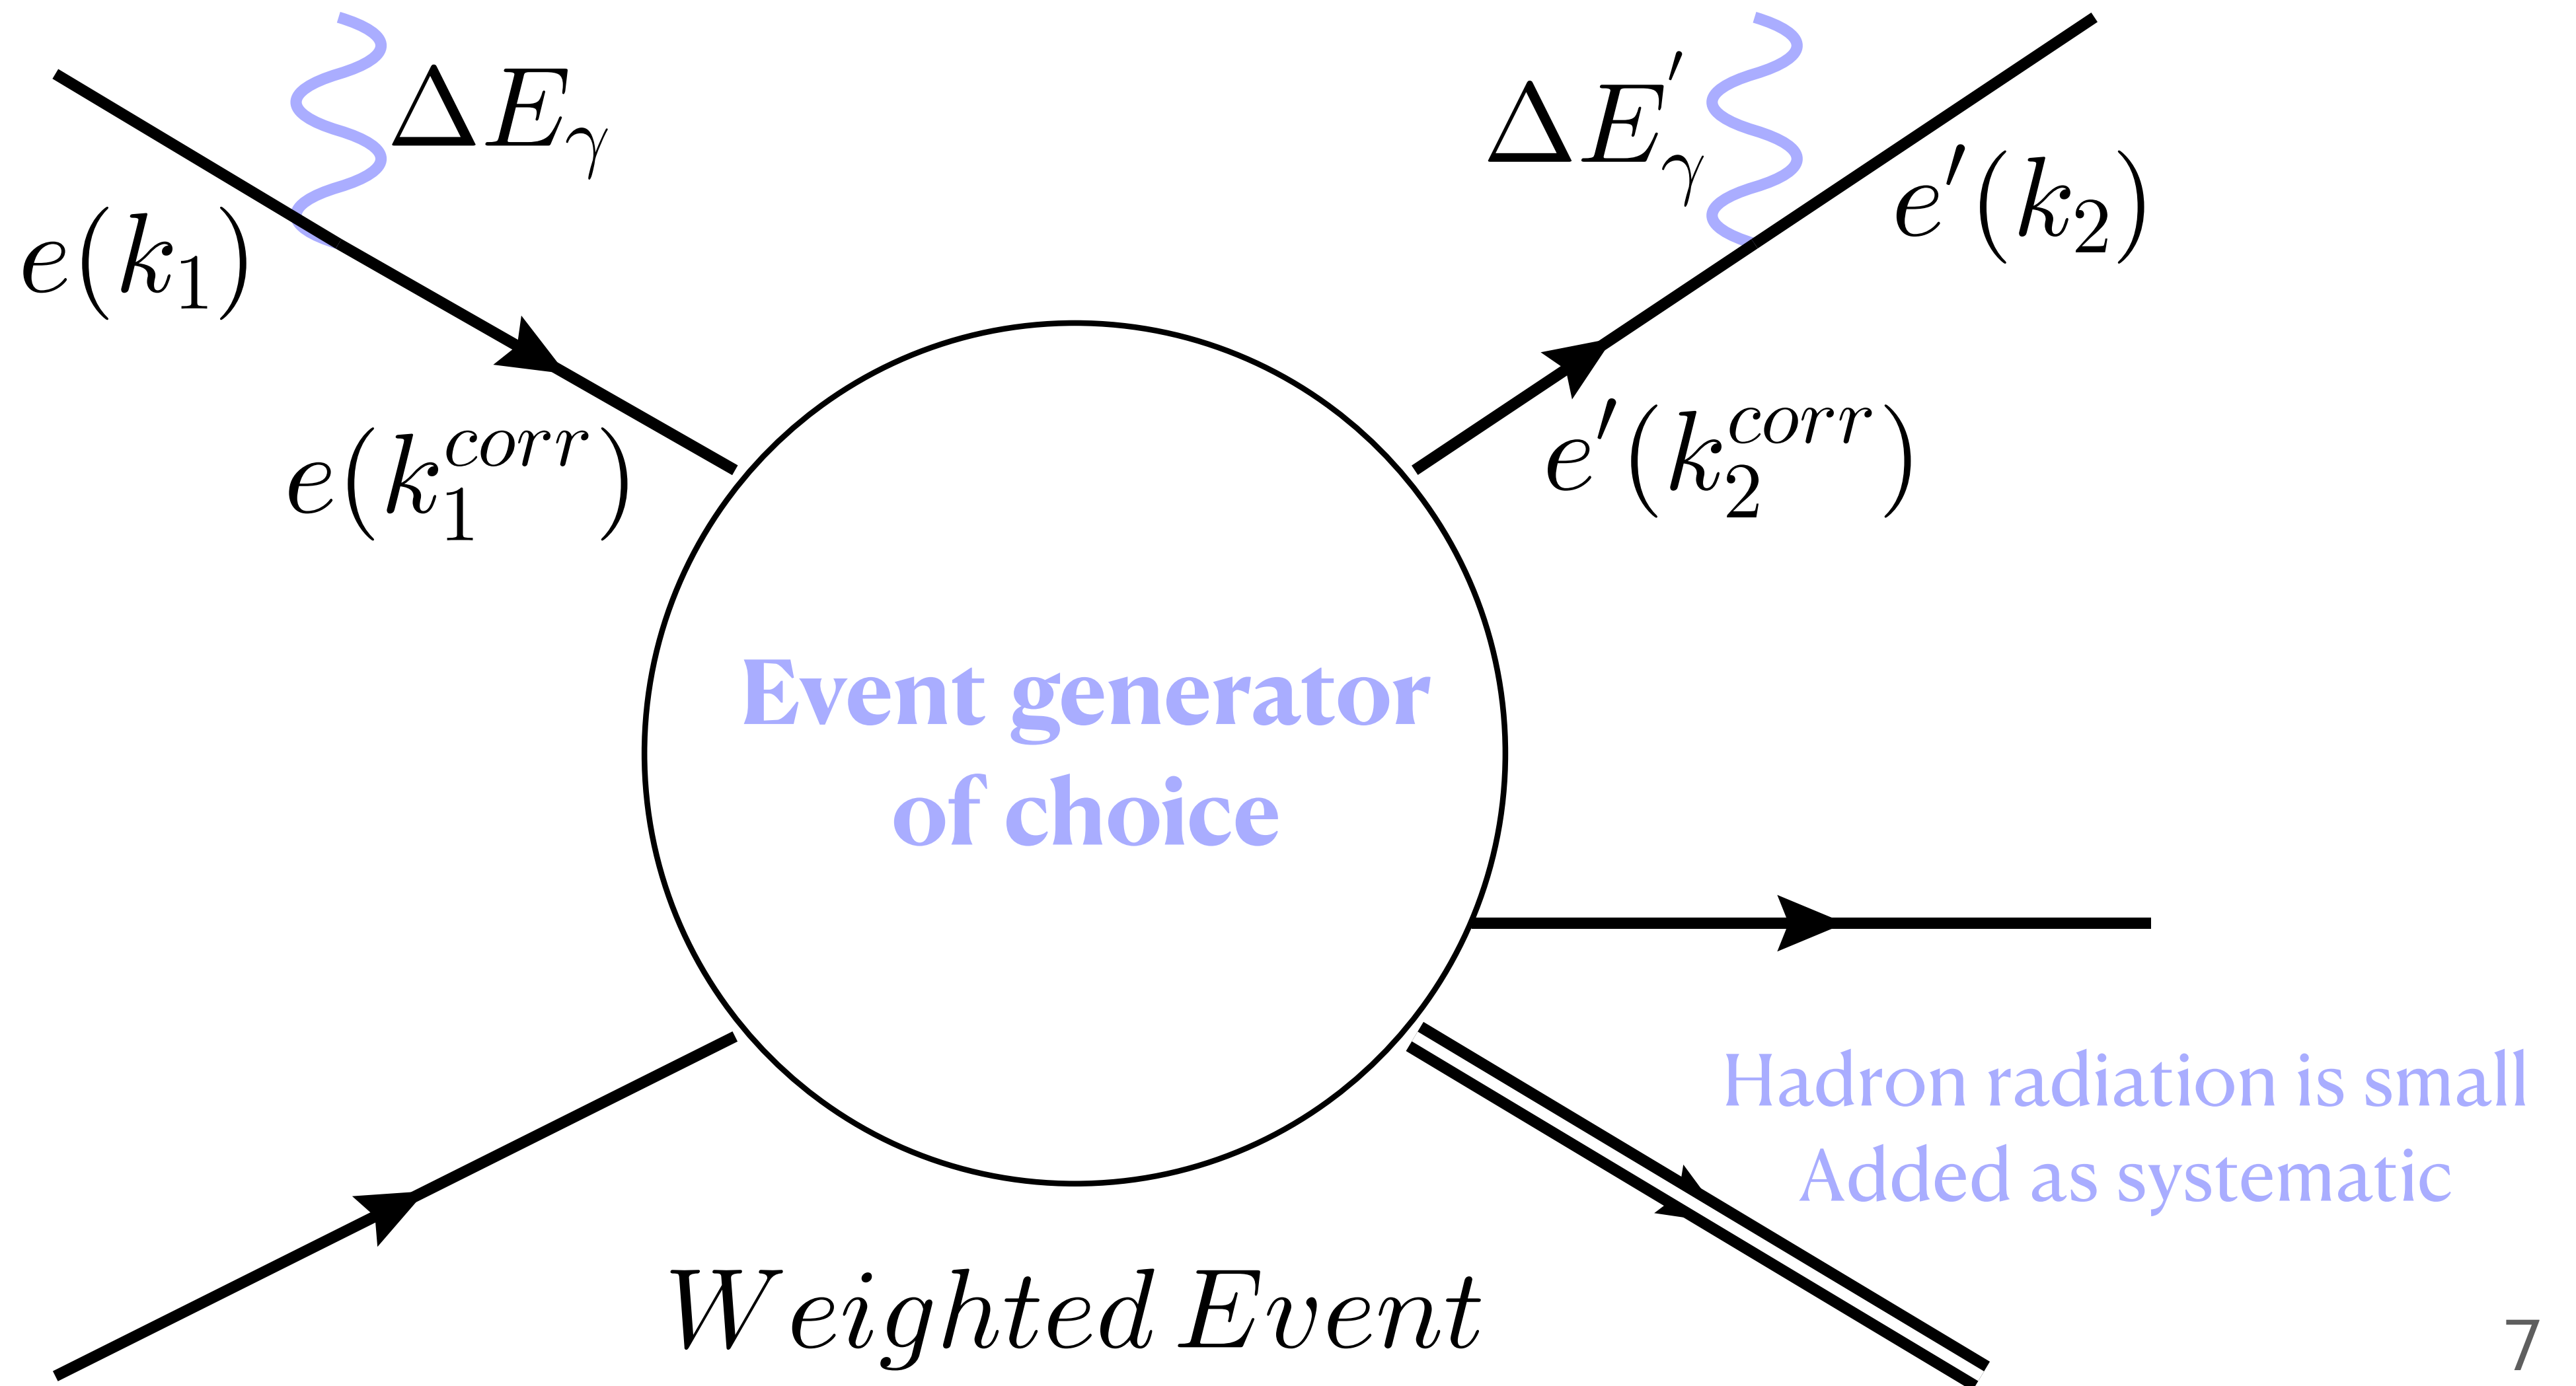 ΔE_γ
ΔE'_γ
e(k_1)
e'(k_2)
e(k_1^{corr})
e'(k_2^{corr})
Event generator
of choice
Hadron radiation is small
Added as systematic
Weighted Event
7